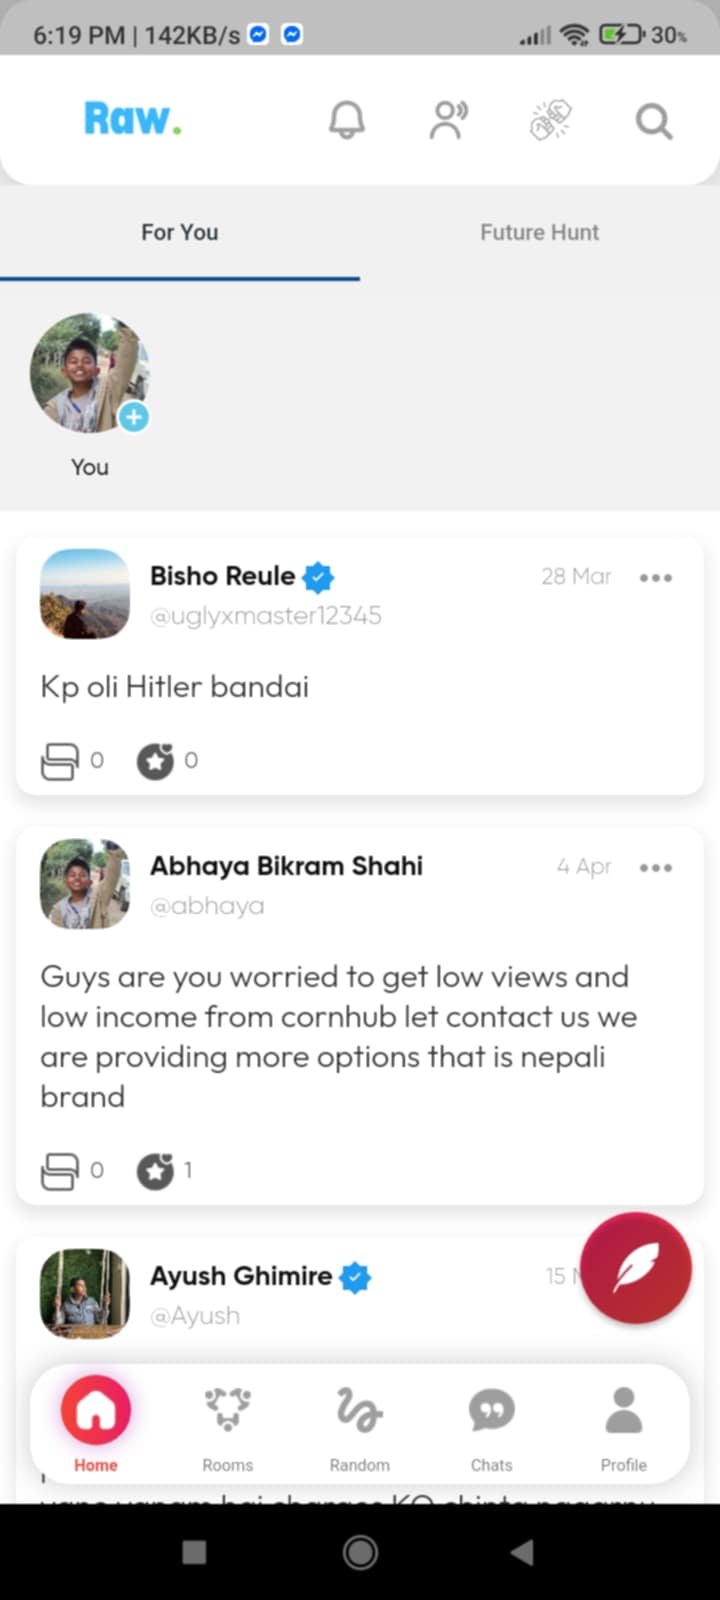 6:19 PM | 142KB/s 30%
Raw.
For You Future Hunt
You
Bisho Reule 28 Mar
@uglyxmaster12345
Kp oli Hitler bandai
0 0
Abhaya Bikram Shahi 4 Apr
@abhaya
Guys are you worried to get low views and
low income from cornhub let contact us we
are providing more options that is nepali
brand
0 1
Ayush Ghimire 15
@Ayush
Home Rooms Random Chats Profile